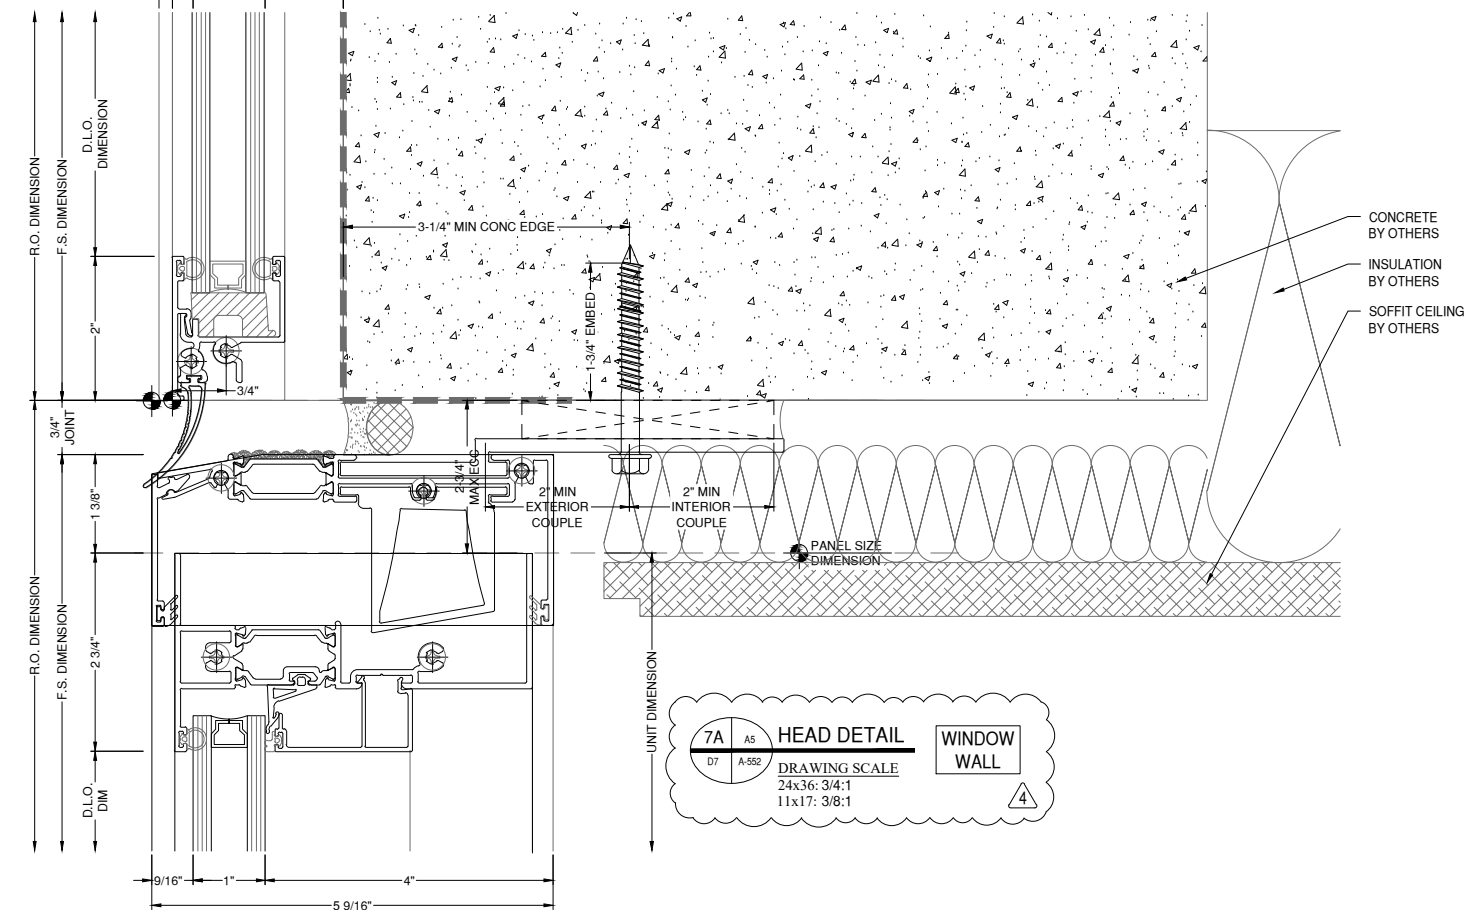 D.L.O.
DIMENSION
R.O. DIMENSION
F.S. DIMENSION
2"
3/4"
3/4"
JOINT
3-1/4" MIN CONC EDGE
1-3/4" EMBED
CONCRETE
BY OTHERS
INSULATION
BY OTHERS
SOFFIT CEILING
BY OTHERS
1 3/8"
2-3/4"
MAX ECC
2" MIN
EXTERIOR
COUPLE
2" MIN
INTERIOR
COUPLE
PANEL SIZE
DIMENSION
R.O. DIMENSION
F.S. DIMENSION
2 3/4"
UNIT DIMENSION
D.L.O.
DIM
7A
A5
D7
A-552
HEAD DETAIL
DRAWING SCALE
24x36: 3/4:1
11x17: 3/8:1
WINDOW
WALL
4
9/16"
1"
4"
5 9/16"